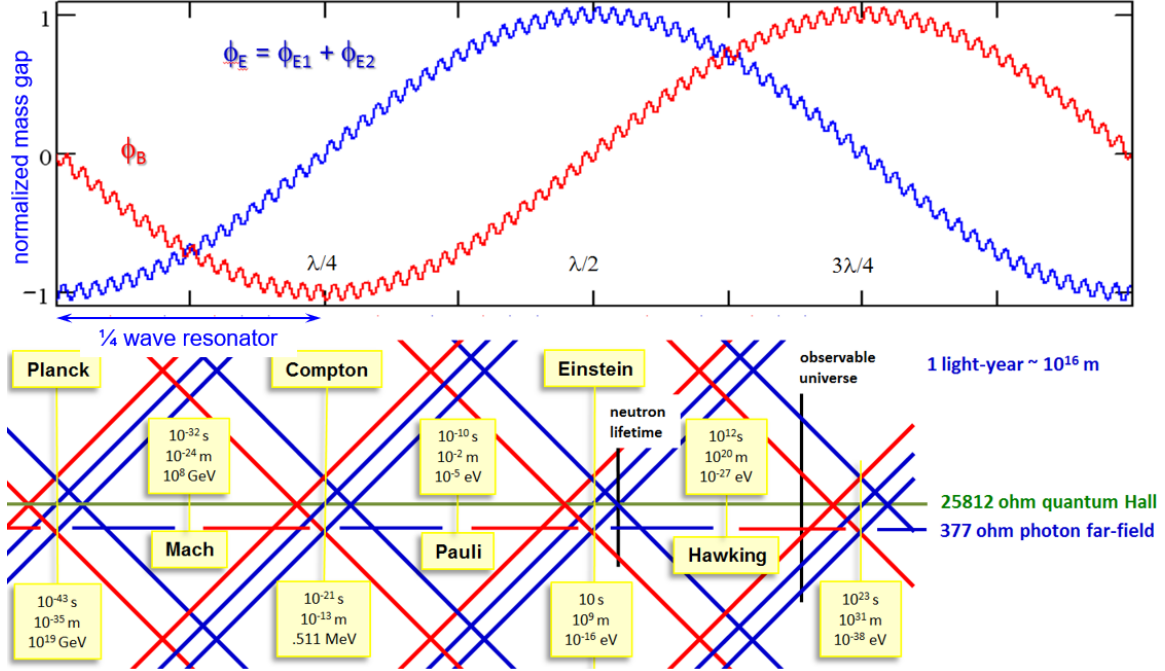 1
ϕE = ϕE1 + ϕE2
normalized mass gap
0
ϕB
λ/4
λ/2
3λ/4
−1
¼ wave resonator
Planck
Compton
Einstein
observable
universe
1 light-year ~ 10¹⁶ m
neutron
lifetime
10⁻³² s
10⁻²⁴ m
10⁸ GeV
10⁻¹⁰ s
10⁻² m
10⁻⁵ eV
10¹² s
10²⁰ m
10⁻²⁷ eV
25812 ohm quantum Hall
377 ohm photon far-field
Mach
Pauli
Hawking
10⁻⁴³ s
10⁻³⁵ m
10¹⁹ GeV
10⁻²¹ s
10⁻¹³ m
.511 MeV
10 s
10⁹ m
10⁻¹⁶ eV
10²³ s
10³¹ m
10⁻³⁸ eV